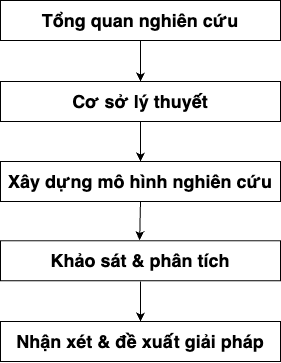 Tổng quan nghiên cứu
Cơ sở lý thuyết
Xây dựng mô hình nghiên cứu
Khảo sát & phân tích
Nhận xét & đề xuất giải pháp